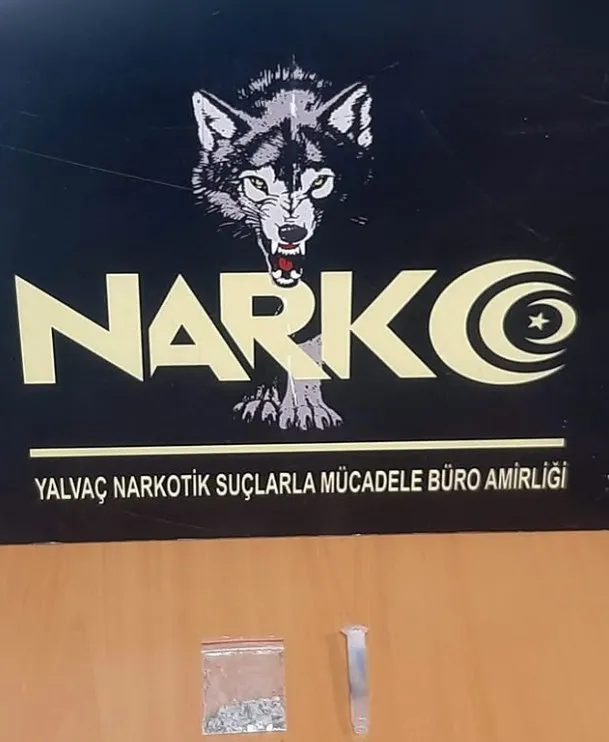 NARKO
YALVAÇ NARKOTİK SUÇLARLA MÜCADELE BÜRO AMİRLİĞİ